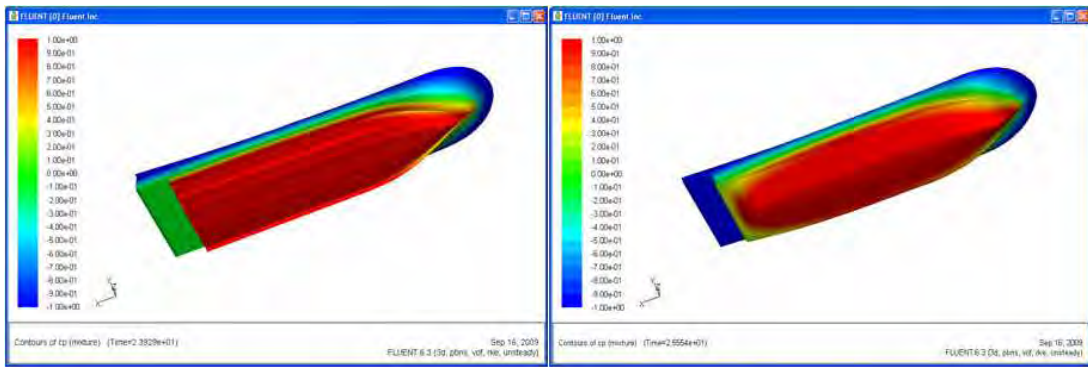 FLUENT [0] Fluent Inc
1.00e+00
9.00e-01
8.00e-01
7.00e-01
6.00e-01
5.00e-01
4.00e-01
3.00e-01
2.00e-01
1.00e-01
0.00e+00
-1.00e-01
-2.00e-01
-3.00e-01
-4.00e-01
-5.00e-01
-6.00e-01
-7.00e-01
-8.00e-01
-9.00e-01
-1.00e+00
Y
X
Contours of cp (mixture) (Time=2.3929e+01)
Sep 16, 2009
FLUENT 6.3 (3d, pbns, vof, rke, unsteady)
FLUENT [0] Fluent Inc
1.00e+00
9.00e-01
8.00e-01
7.00e-01
6.00e-01
5.00e-01
4.00e-01
3.00e-01
2.00e-01
1.00e-01
0.00e+00
-1.00e-01
-2.00e-01
-3.00e-01
-4.00e-01
-5.00e-01
-6.00e-01
-7.00e-01
-8.00e-01
-9.00e-01
-1.00e+00
Y
X
Contours of cp (mixture) (Time=2.5554e+01)
Sep 16, 2009
FLUENT 6.3 (3d, pbns, vof, rke, unsteady)